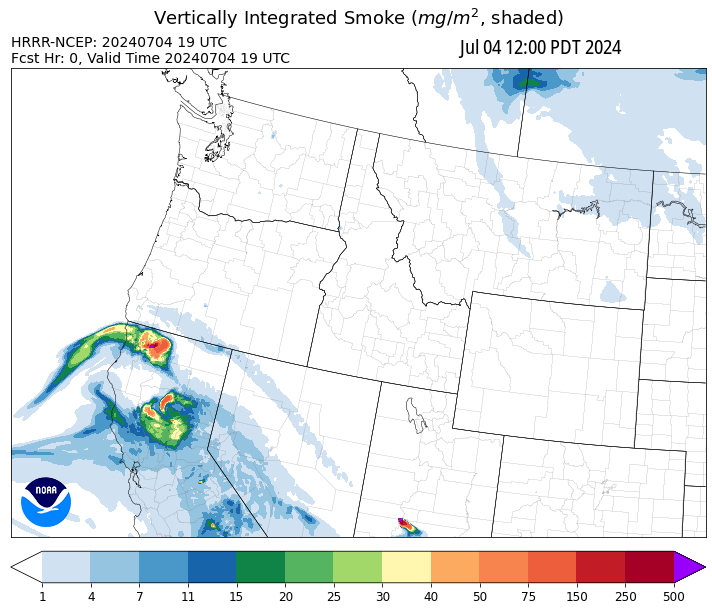 Vertically Integrated Smoke (mg/m², shaded)
HRRR-NCEP: 20240704 19 UTC
Jul 04 12:00 PDT 2024
Fcst Hr: 0, Valid Time 20240704 19 UTC
NOAA
1 4 7 11 15 20 25 30 40 50 75 150 250 500